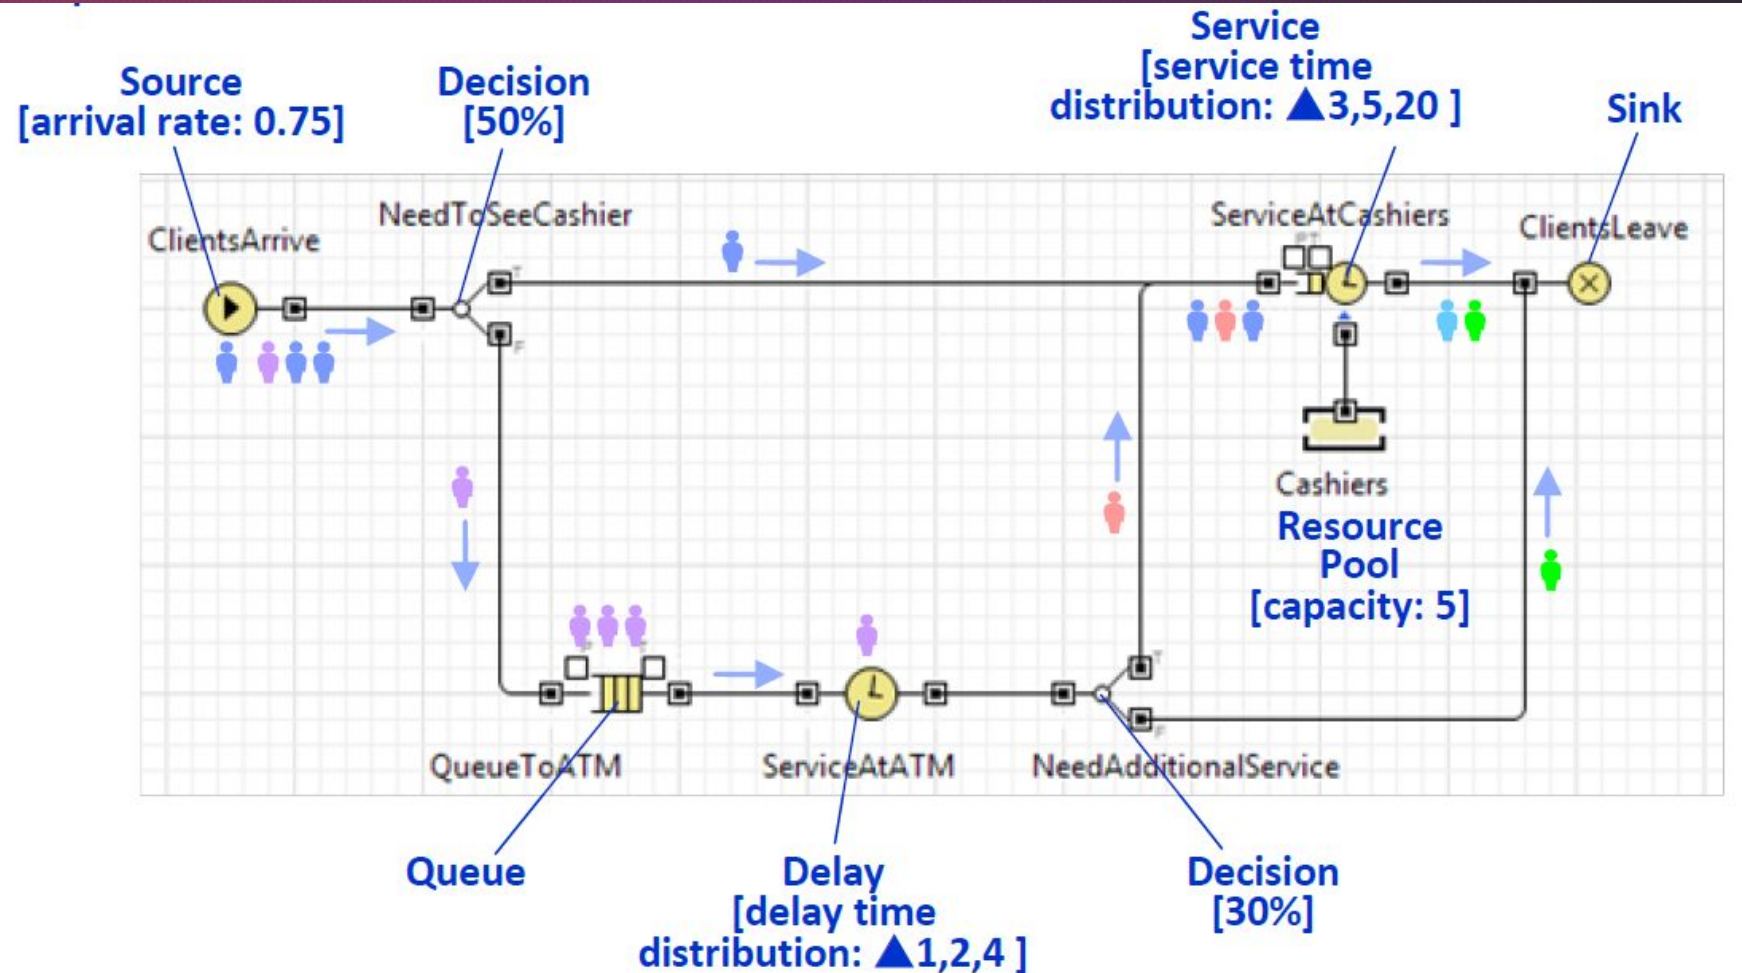 Source
[arrival rate: 0.75]
Decision
[50%]
Service
[service time
distribution: ▲3,5,20 ]
Sink
ClientsArrive
NeedToSeeCashier
ServiceAtCashiers
ClientsLeave
T
F
Cashiers
Resource
Pool
[capacity: 5]
T
F
QueueToATM
ServiceAtATM
NeedAdditionalService
Queue
Delay
[delay time
distribution: ▲1,2,4 ]
Decision
[30%]